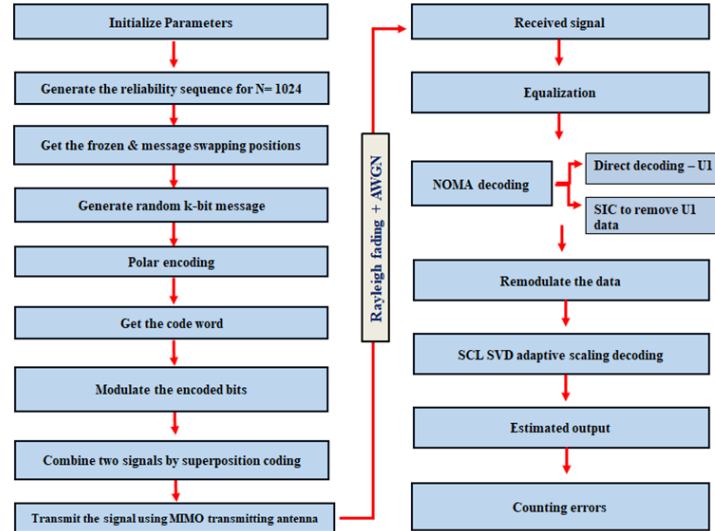 Initialize Parameters
Generate the reliability sequence for N= 1024
Get the frozen & message swapping positions
Generate random k-bit message
Polar encoding
Get the code word
Modulate the encoded bits
Combine two signals by superposition coding
Transmit the signal using MIMO transmitting antenna
Rayleigh fading + AWGN
Received signal
Equalization
NOMA decoding
Direct decoding – U1
SIC to remove U1
data
Remodulate the data
SCL SVD adaptive scaling decoding
Estimated output
Counting errors